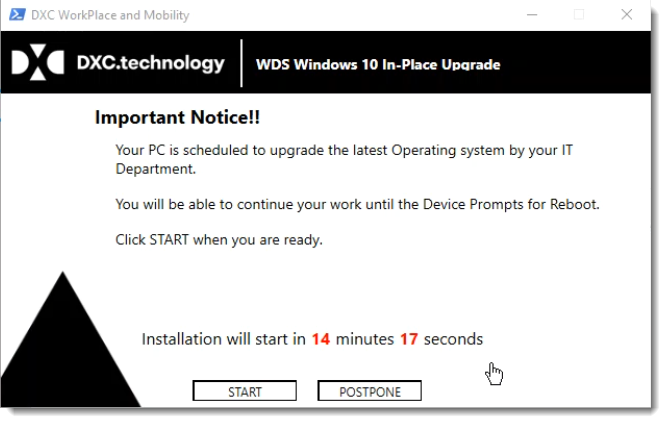 DXC WorkPlace and Mobility
DXC.technology
WDS Windows 10 In-Place Upgrade
Important Notice!!
Your PC is scheduled to upgrade the latest Operating system by your IT
Department.
You will be able to continue your work until the Device Prompts for Reboot.
Click START when you are ready.
Installation will start in 14 minutes 17 seconds
START
POSTPONE